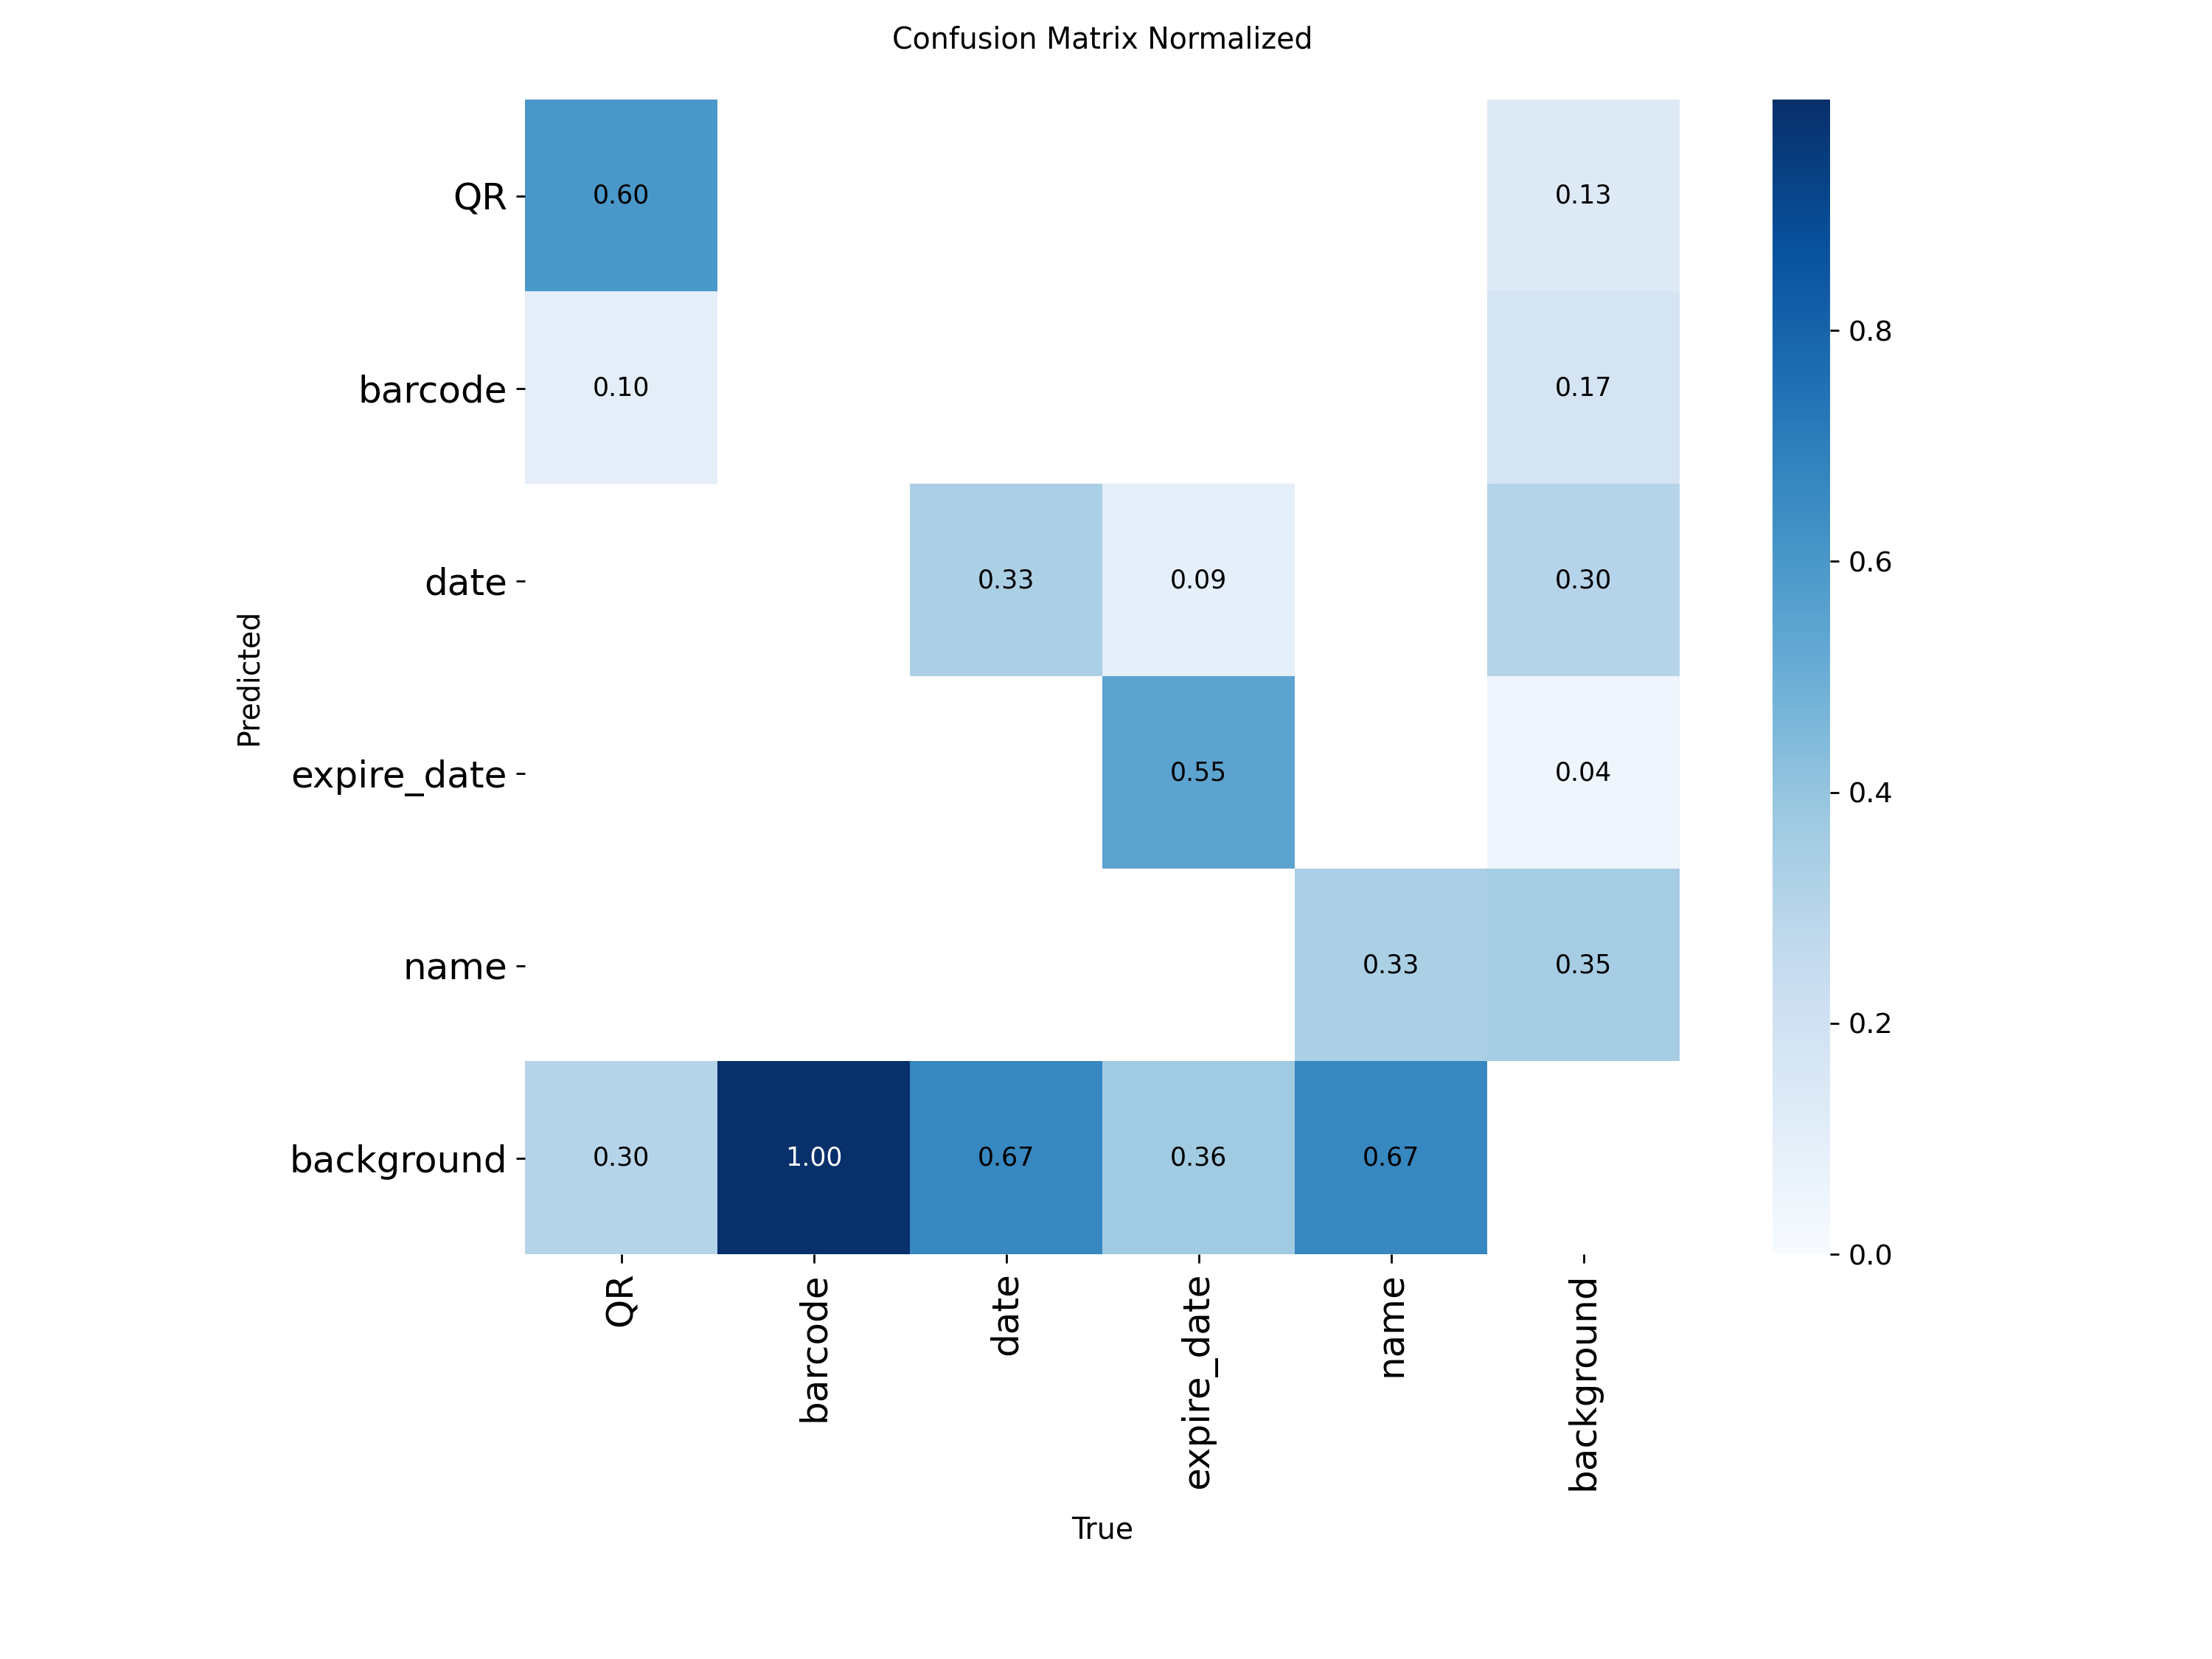 Confusion Matrix Normalized
QR
0.60
0.13
barcode
0.10
0.17
date
0.33
0.09
0.30
expire_date
0.55
0.04
name
0.33
0.35
background
0.30
1.00
0.67
0.36
0.67
Predicted
QR
barcode
date
expire_date
name
background
True
0.8
0.6
0.4
0.2
0.0